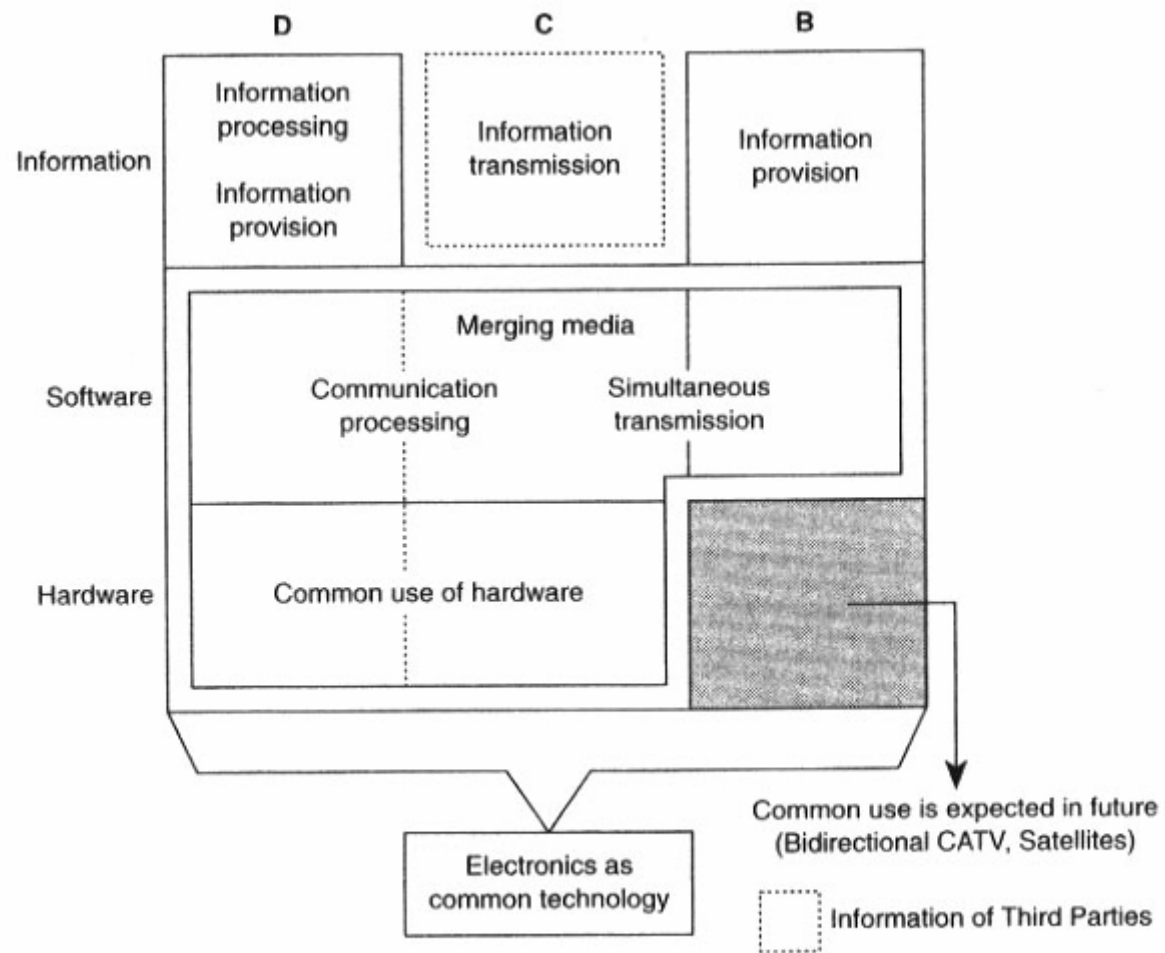 D
C
B
Information
Information
processing
Information
provision
Information
transmission
Information
provision
Software
Merging media
Communication
processing
Simultaneous
transmission
Hardware
Common use of hardware
Common use is expected in future
(Bidirectional CATV, Satellites)
Electronics as
common technology
Information of Third Parties